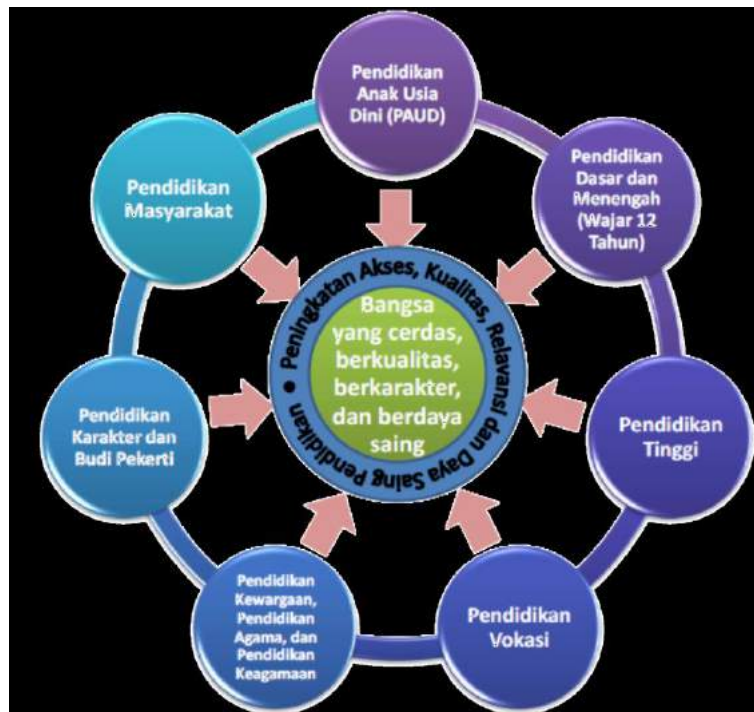 Pendidikan
Anak Usia
Dini (PAUD)
Pendidikan
Dasar dan
Menengah
(Wajar 12
Tahun)
Pendidikan
Tinggi
Pendidikan
Vokasi
Pendidikan
Kewargaan,
Pendidikan
Agama, dan
Pendidikan
Keagamaan
Pendidikan
Karakter dan
Budi Pekerti
Pendidikan
Masyarakat
Peningkatan Akses, Kualitas, Relavansi dan Daya Saing Pendidikan •
Bangsa
yang cerdas,
berkualitas,
berkarakter,
dan berdaya
saing